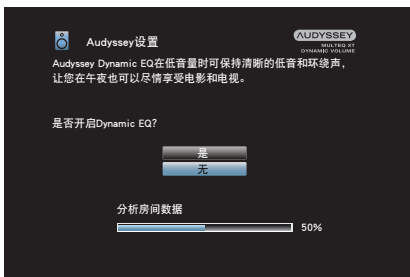 Audyssey设置
AUDYSSEY
MULTEQ XT
DYNAMIC VOLUME
Audyssey Dynamic EQ在低音量时可保持清晰的低音和环绕声，
让您在午夜也可以尽情享受电影和电视。
是否开启Dynamic EQ?
是
无
分析房间数据
50%